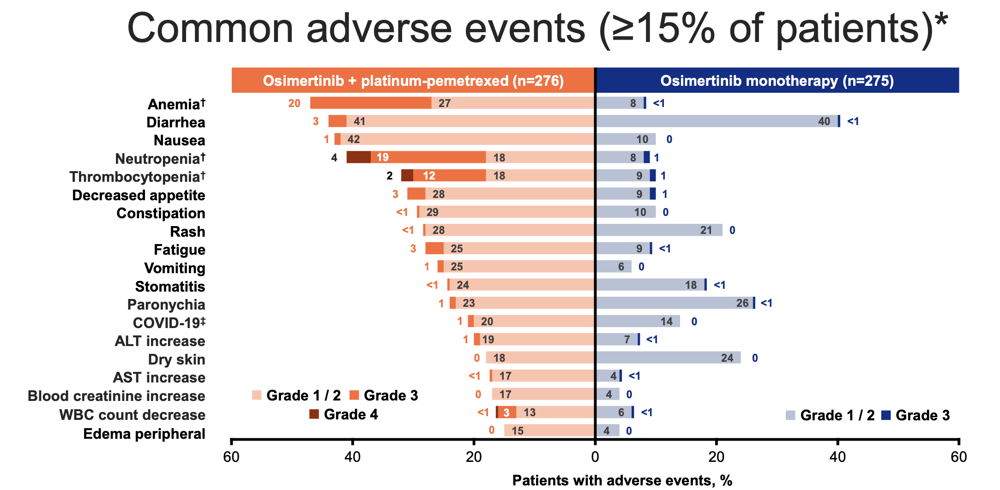 Common adverse events (≥15% of patients)*
Osimertinib + platinum-pemetrexed (n=276) Osimertinib monotherapy (n=275)
Anemia† 20 27 8 <1
Diarrhea 3 41 40 <1
Nausea 1 42 10 0
Neutropenia† 4 19 18 8 1
Thrombocytopenia† 2 12 18 9 1
Decreased appetite 3 28 9 1
Constipation <1 29 10 0
Rash <1 28 21 0
Fatigue 3 25 9 <1
Vomiting 1 25 6 0
Stomatitis <1 24 18 <1
Paronychia 1 23 26 <1
COVID-19‡ 1 20 14 0
ALT increase 1 19 7 <1
Dry skin 0 18 24 0
AST increase <1 17 4 <1
Blood creatinine increase 0 17 4 0
WBC count decrease <1 3 13 6 <1
Edema peripheral 0 15 4 0
Grade 1 / 2 Grade 3
Grade 4
Grade 1 / 2 Grade 3
60 40 20 0 20 40 60
Patients with adverse events, %